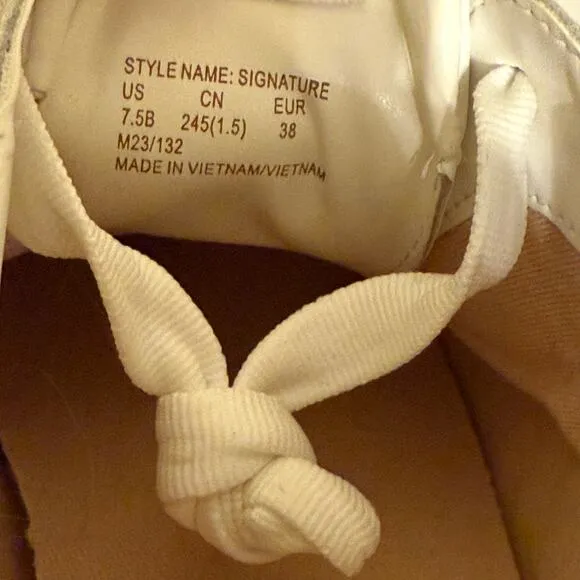 STYLE NAME: SIGNATURE
US CN EUR
7.5B 245(1.5) 38
M23/132
MADE IN VIETNAM/VIETNAM